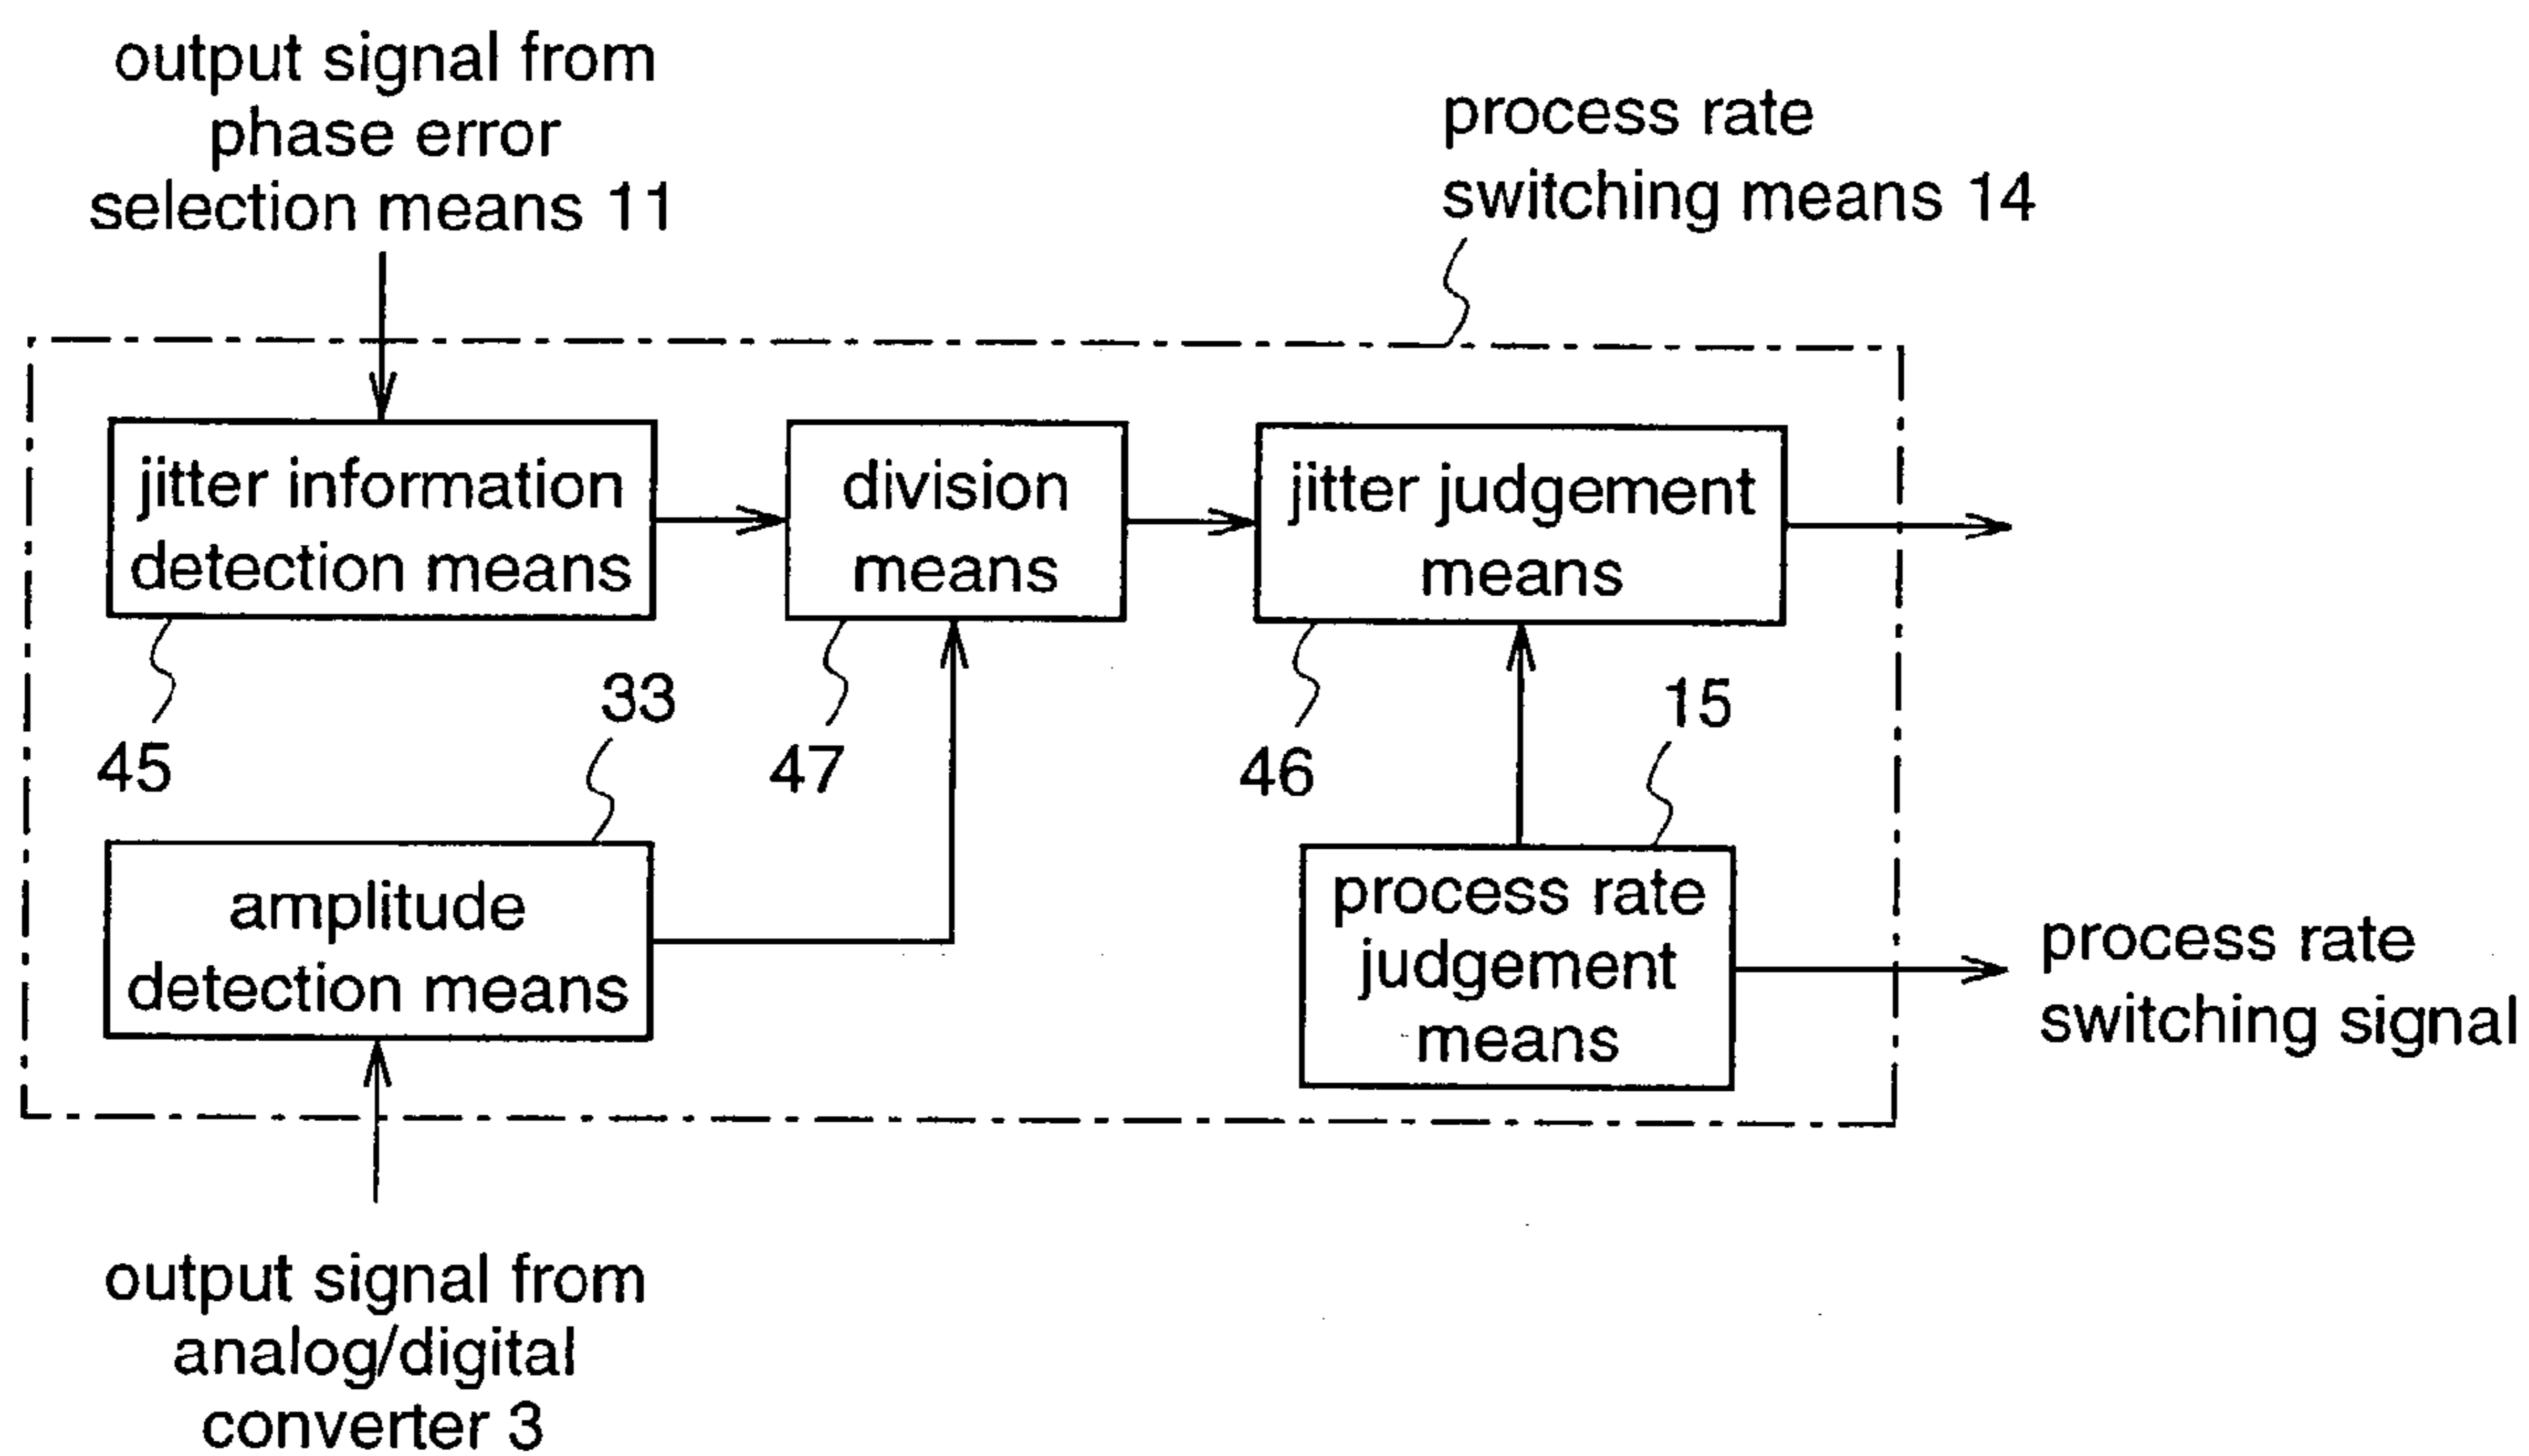 output signal from
phase error
selection means 11
process rate
switching means 14
jitter information
detection means
division
means
jitter judgement
means
45
33
47
46
15
amplitude
detection means
process rate
judgement
means
process rate
switching signal
output signal from
analog/digital
converter 3